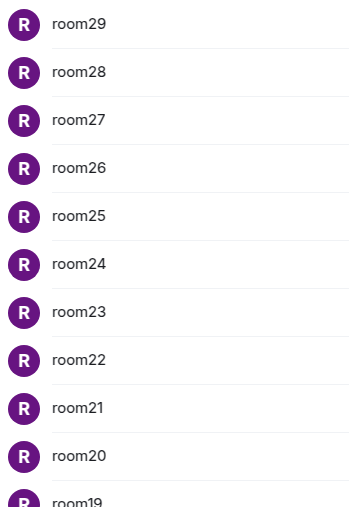 R room29
R room28
R room27
R room26
R room25
R room24
R room23
R room22
R room21
R room20
R room19